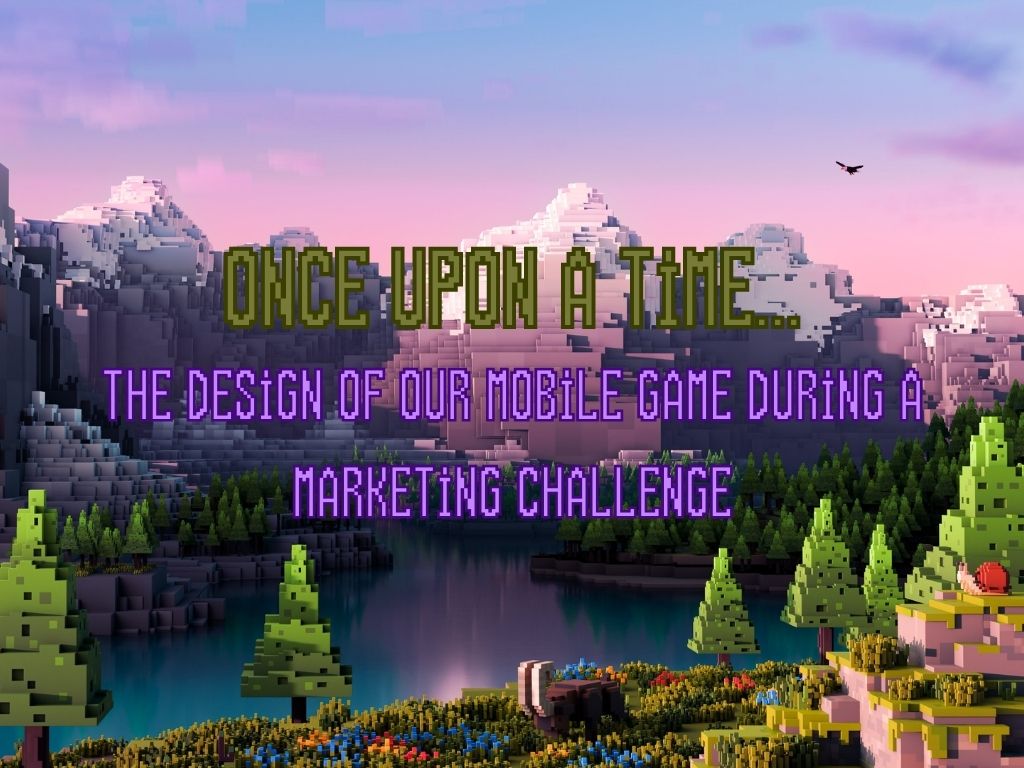 ONCE UPON A TIME...
THE DESIGN OF OUR MOBILE GAME DURING A
MARKETING CHALLENGE